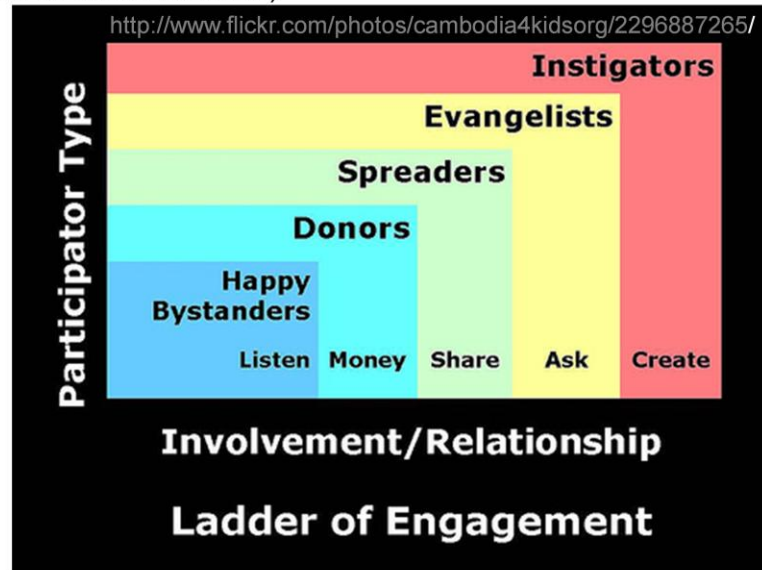 http://www.flickr.com/photos/cambodia4kidsorg/2296887265/
Participator Type
Instigators
Evangelists
Spreaders
Donors
Happy
Bystanders
Listen Money Share Ask Create
Involvement/Relationship
Ladder of Engagement